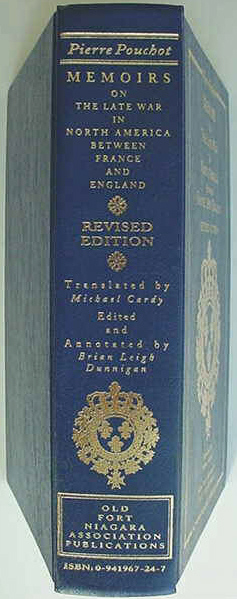 Pierre Pouchot
MEMOIRS
ON
THE LATE WAR
IN
NORTH AMERICA
BETWEEN
FRANCE
AND
ENGLAND
REVISED
EDITION
Translated by
Michael Cardy
Edited
and
Annotated by
Brian Leigh
Dunnigan
OLD
FORT
NIAGARA
ASSOCIATION
PUBLICATIONS
ISBN: 0-941967-24-7